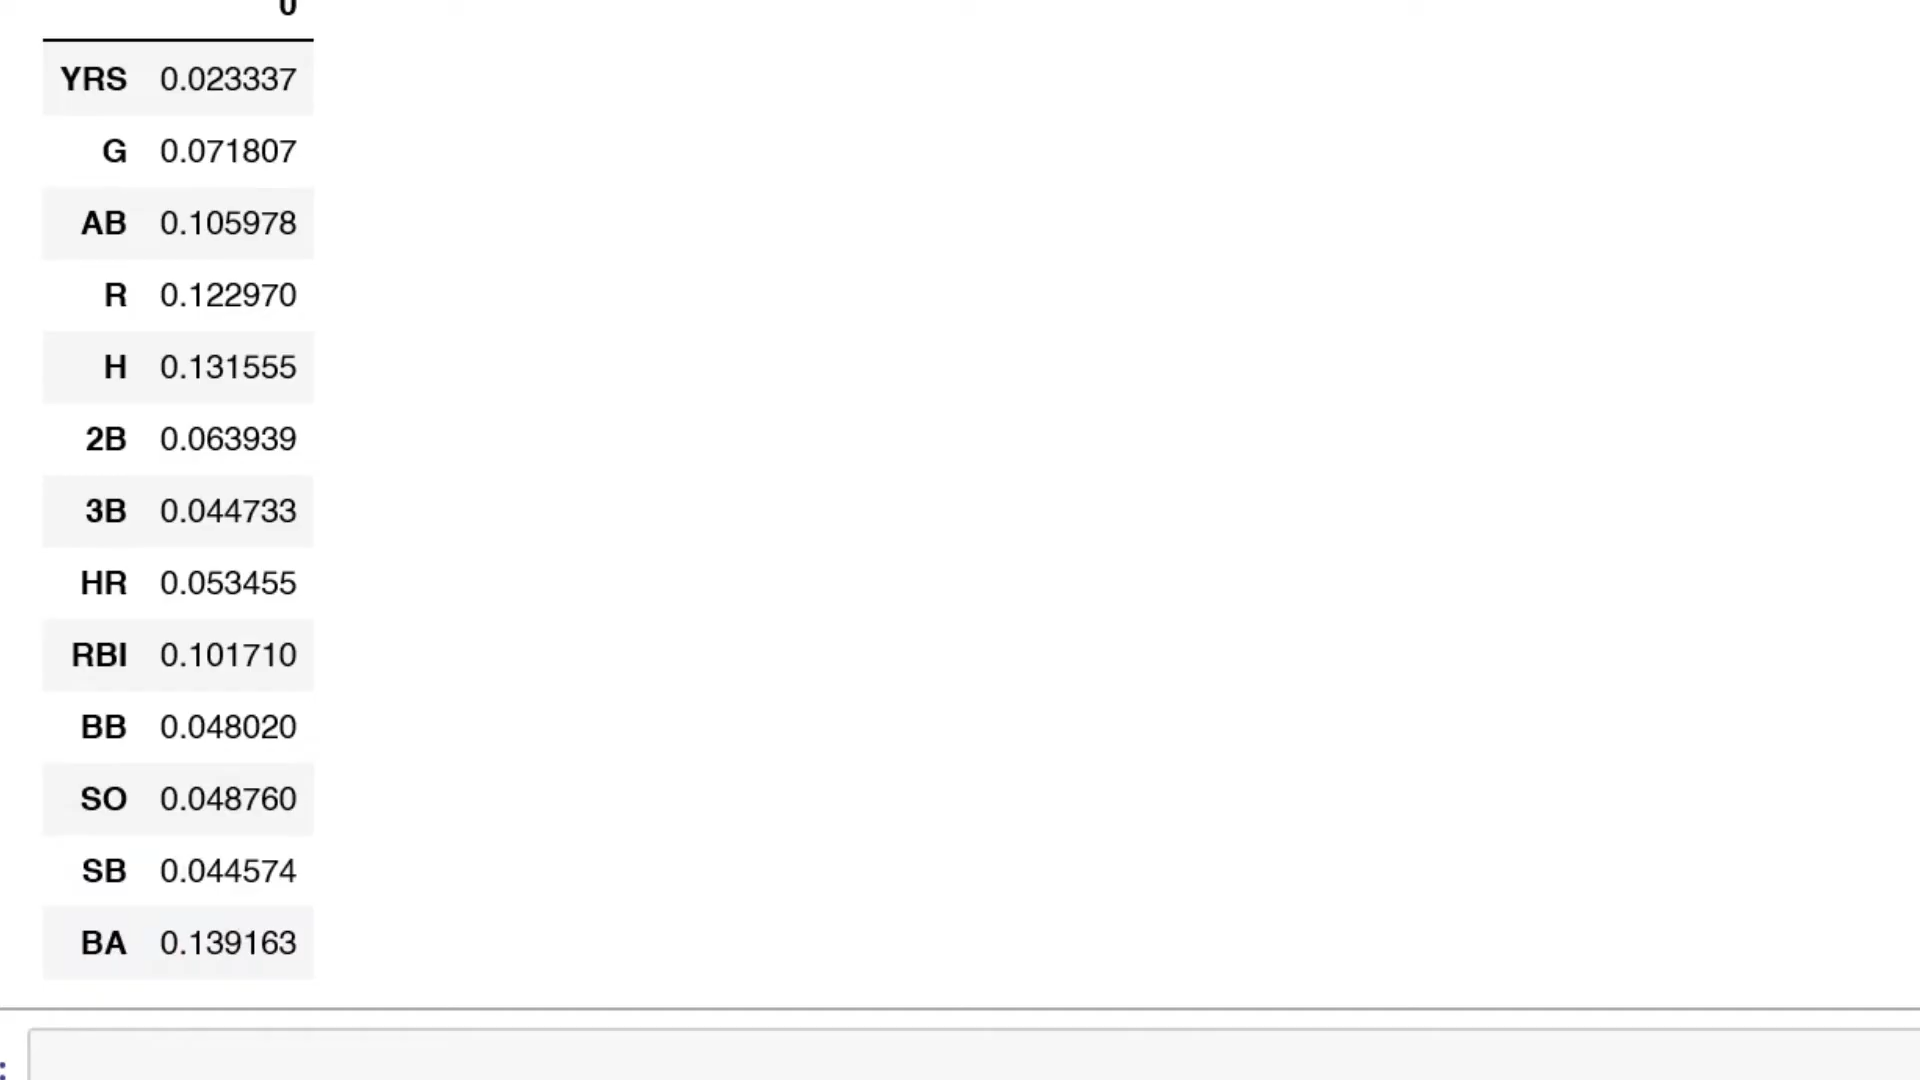 0
YRS 0.023337
G 0.071807
AB 0.105978
R 0.122970
H 0.131555
2B 0.063939
3B 0.044733
HR 0.053455
RBI 0.101710
BB 0.048020
SO 0.048760
SB 0.044574
BA 0.139163
: